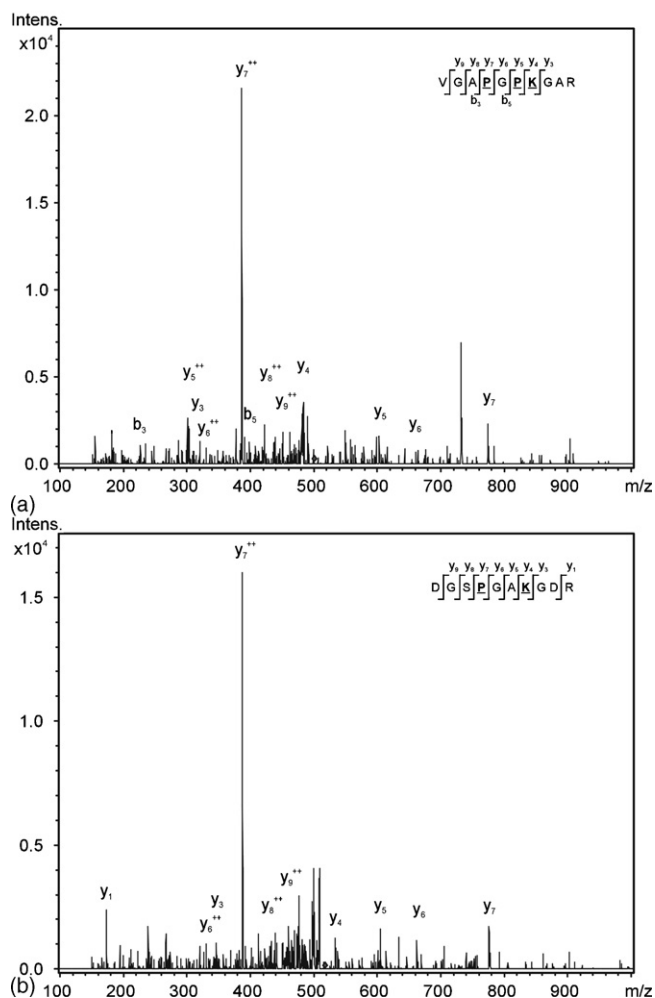 Intens.
x10⁴
y₇⁺⁺
y₉ y₈ y₇ y₆ y₅ y₄ y₃
V G A P G P K G A R
b₃ b₅
2.0
1.5
1.0
0.5
0.0
b₃
y₅⁺⁺
y₃
y₆⁺⁺
b₅
y₈⁺⁺
y₉⁺⁺
y₄
y₅
y₆
y₇
100 200 300 400 500 600 700 800 900 m/z
(a)
Intens.
x10⁴
y₇⁺⁺
y₉ y₈ y₇ y₆ y₅ y₄ y₃ y₁
D G S P G A K G D R
1.5
1.0
0.5
0.0
y₁
y₃
y₆⁺⁺
y₈⁺⁺
y₉⁺⁺
y₄
y₅
y₆
y₇
100 200 300 400 500 600 700 800 900 m/z
(b)